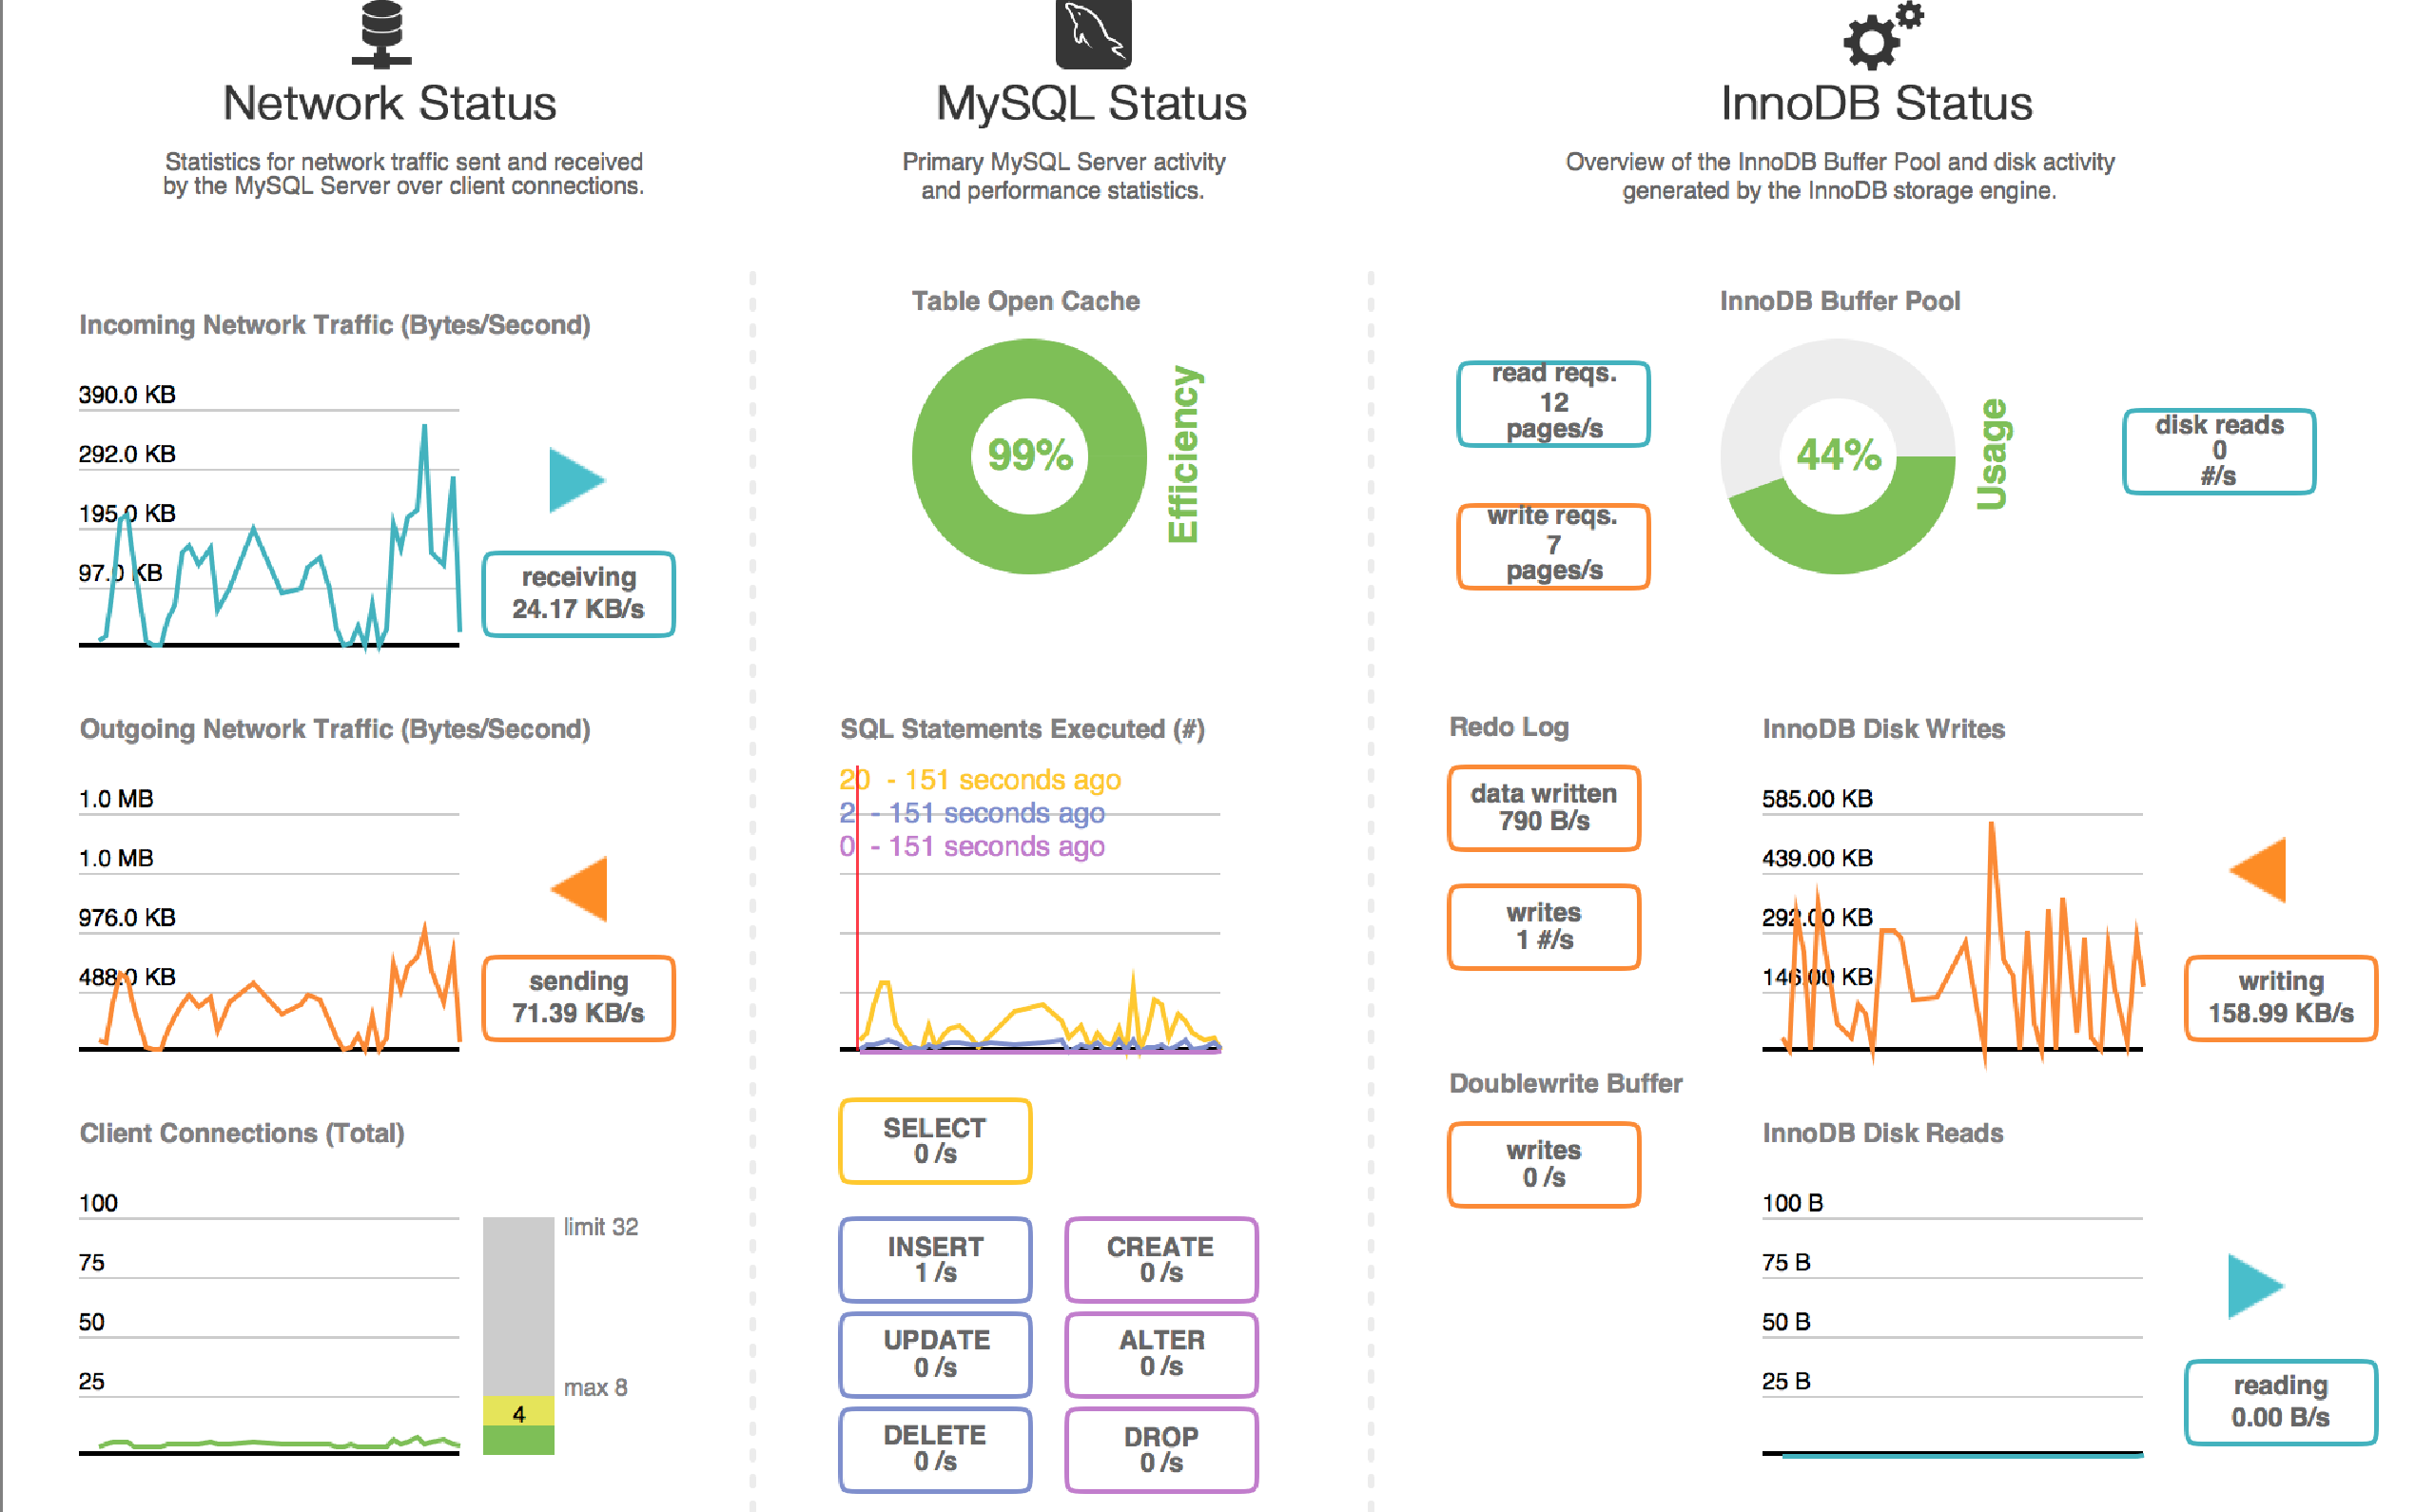 Network Status
Statistics for network traffic sent and received
by the MySQL Server over client connections.
Incoming Network Traffic (Bytes/Second)
390.0 KB
292.0 KB
195.0 KB
97.0 KB
receiving
24.17 KB/s
Outgoing Network Traffic (Bytes/Second)
1.0 MB
1.0 MB
976.0 KB
488.0 KB
sending
71.39 KB/s
Client Connections (Total)
100
75
50
25
limit 32
max 8
4
MySQL Status
Primary MySQL Server activity
and performance statistics.
Table Open Cache
99%
Efficiency
SQL Statements Executed (#)
20 - 151 seconds ago
2 - 151 seconds ago
0 - 151 seconds ago
SELECT
0 /s
INSERT
1 /s
CREATE
0 /s
UPDATE
0 /s
ALTER
0 /s
DELETE
0 /s
DROP
0 /s
InnoDB Status
Overview of the InnoDB Buffer Pool and disk activity
generated by the InnoDB storage engine.
InnoDB Buffer Pool
read reqs.
12
pages/s
write reqs.
7
pages/s
44%
Usage
disk reads
0
#/s
Redo Log
data written
790 B/s
writes
1 #/s
Doublewrite Buffer
writes
0 /s
InnoDB Disk Writes
585.00 KB
439.00 KB
292.00 KB
146.00 KB
writing
158.99 KB/s
InnoDB Disk Reads
100 B
75 B
50 B
25 B
reading
0.00 B/s